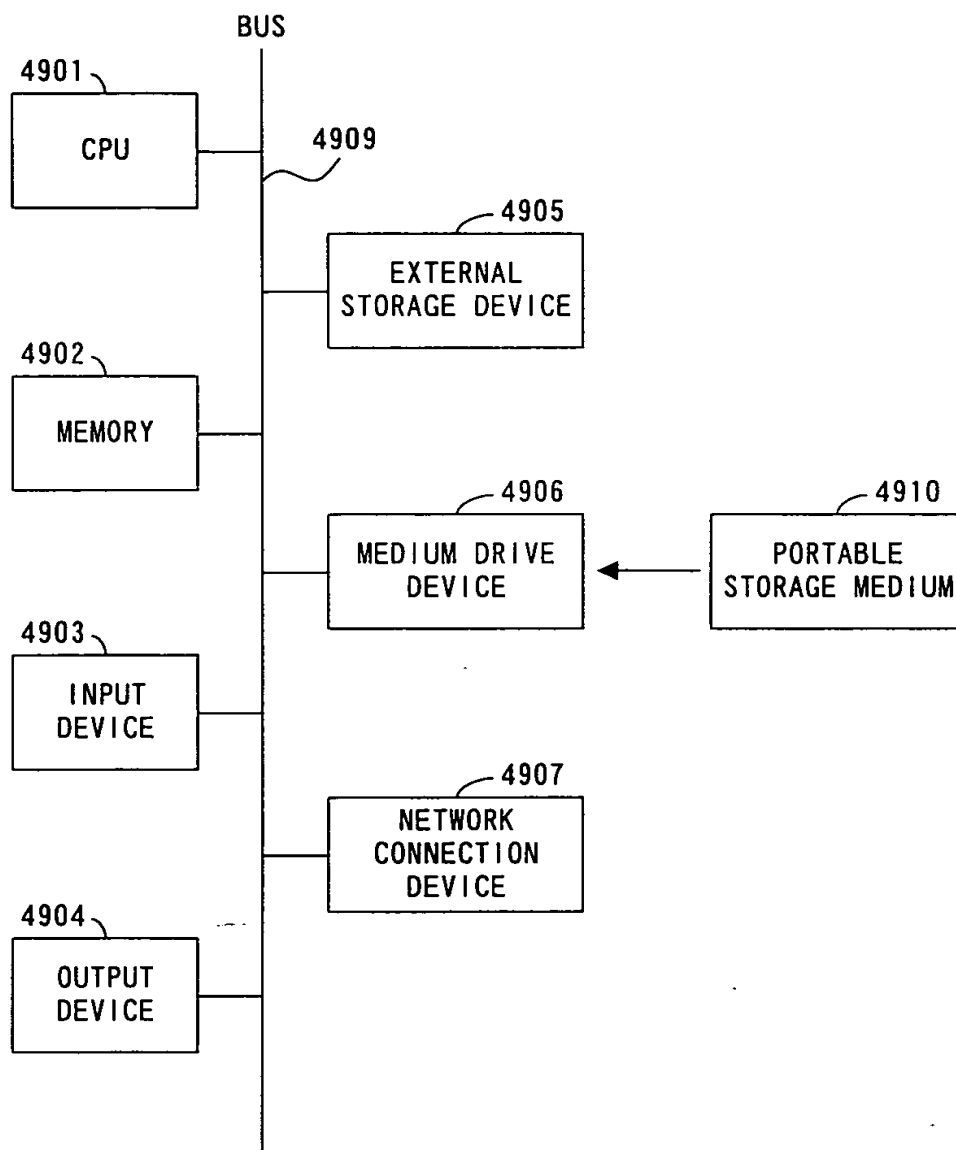 BUS
4901
CPU
4909
4905
EXTERNAL
STORAGE DEVICE
4902
MEMORY
4906
MEDIUM DRIVE
DEVICE
4910
PORTABLE
STORAGE MEDIUM
4903
INPUT
DEVICE
4907
NETWORK
CONNECTION
DEVICE
4904
OUTPUT
DEVICE